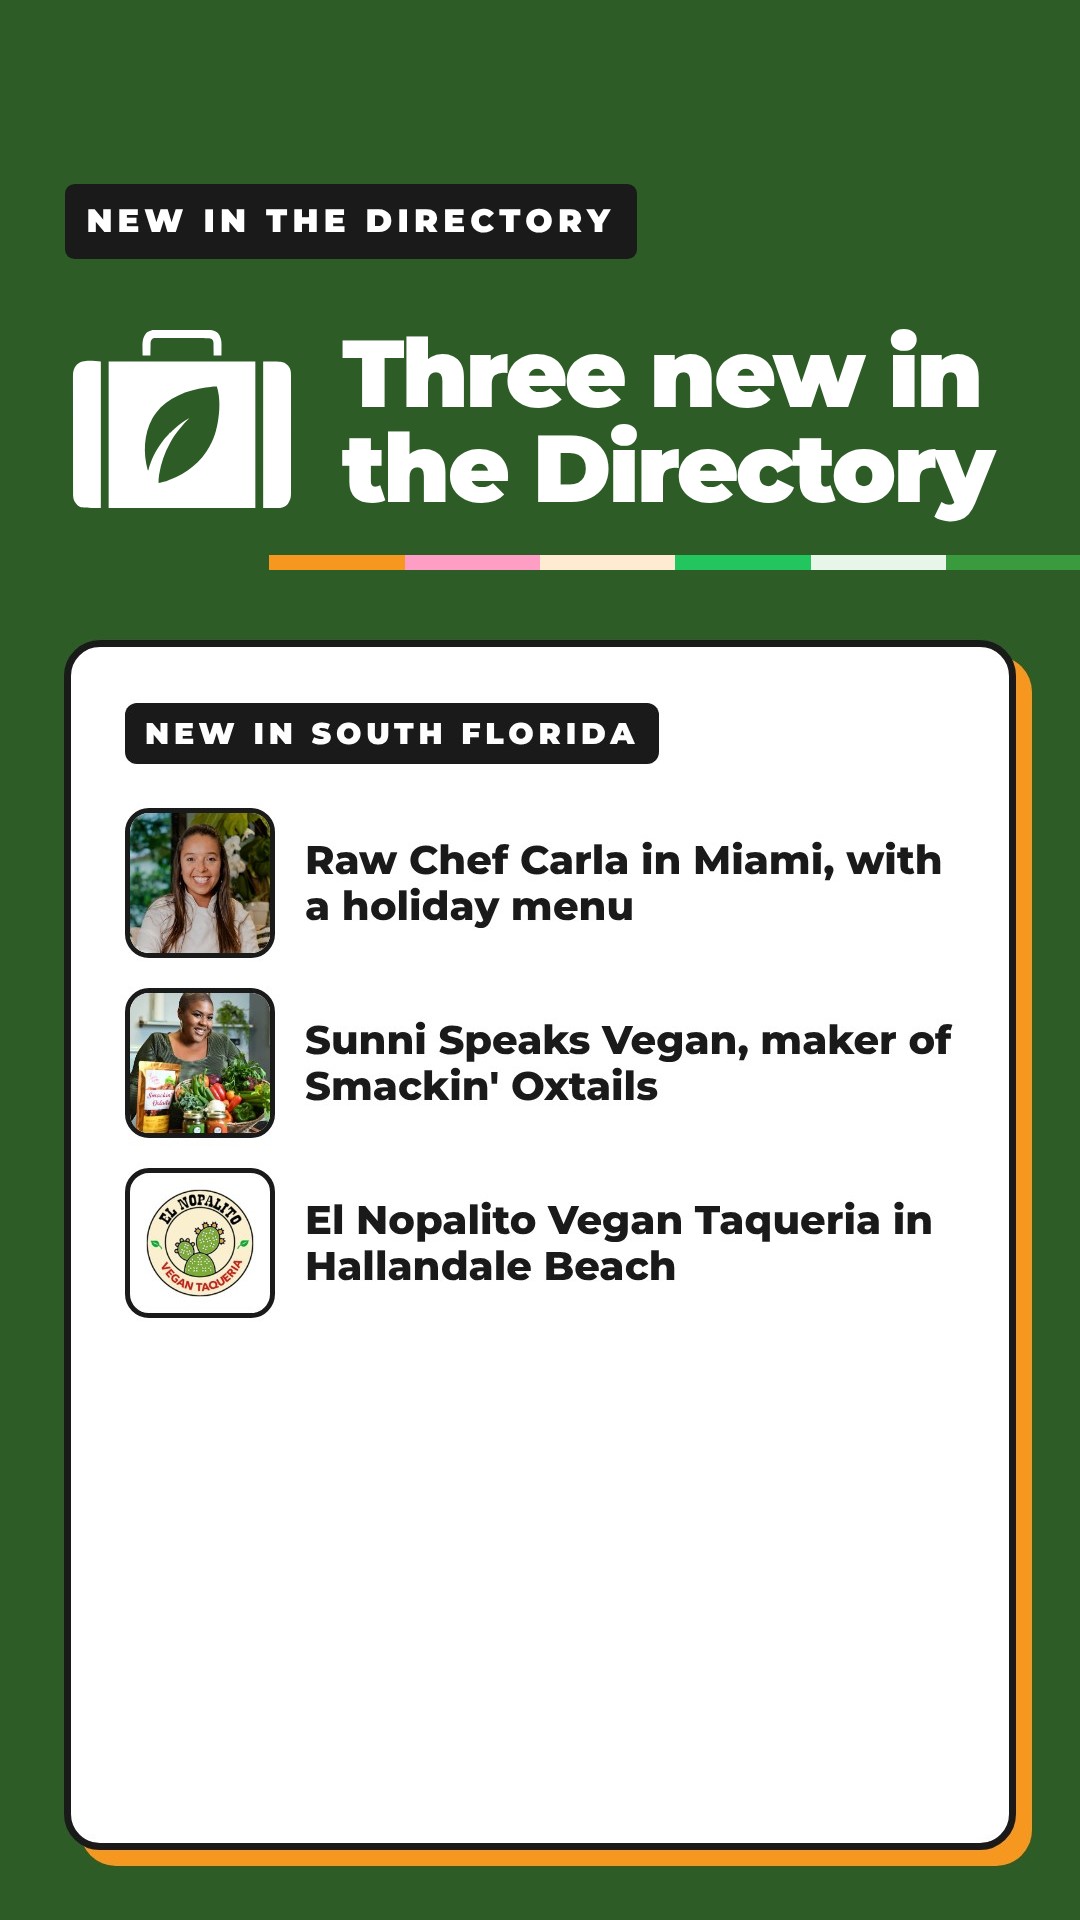 NEW IN THE DIRECTORY
Three new in
the Directory
NEW IN SOUTH FLORIDA
Raw Chef Carla in Miami, with
a holiday menu
Sunni Speaks Vegan, maker of
Smackin' Oxtails
EL NOPALITO
VEGAN TAQUERIA
El Nopalito Vegan Taqueria in
Hallandale Beach